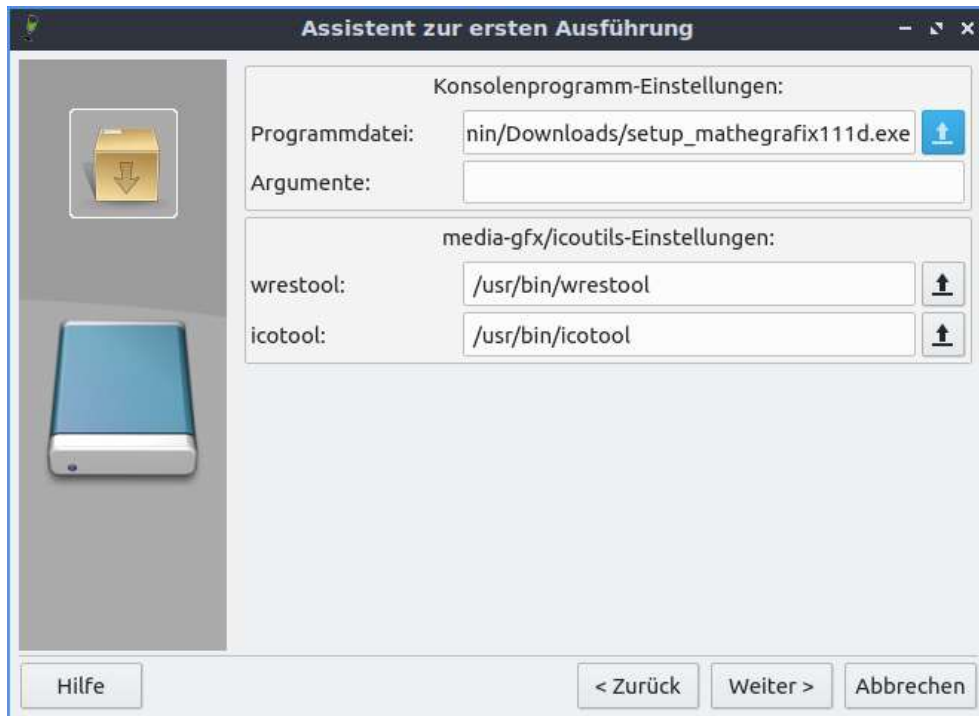 Assistent zur ersten Ausführung
Konsolenprogramm-Einstellungen:
Programmdatei: nin/Downloads/setup_mathegrafix111d.exe
Argumente:
media-gfx/icoutils-Einstellungen:
wrestool: /usr/bin/wrestool
icotool: /usr/bin/icotool
Hilfe < Zurück Weiter > Abbrechen